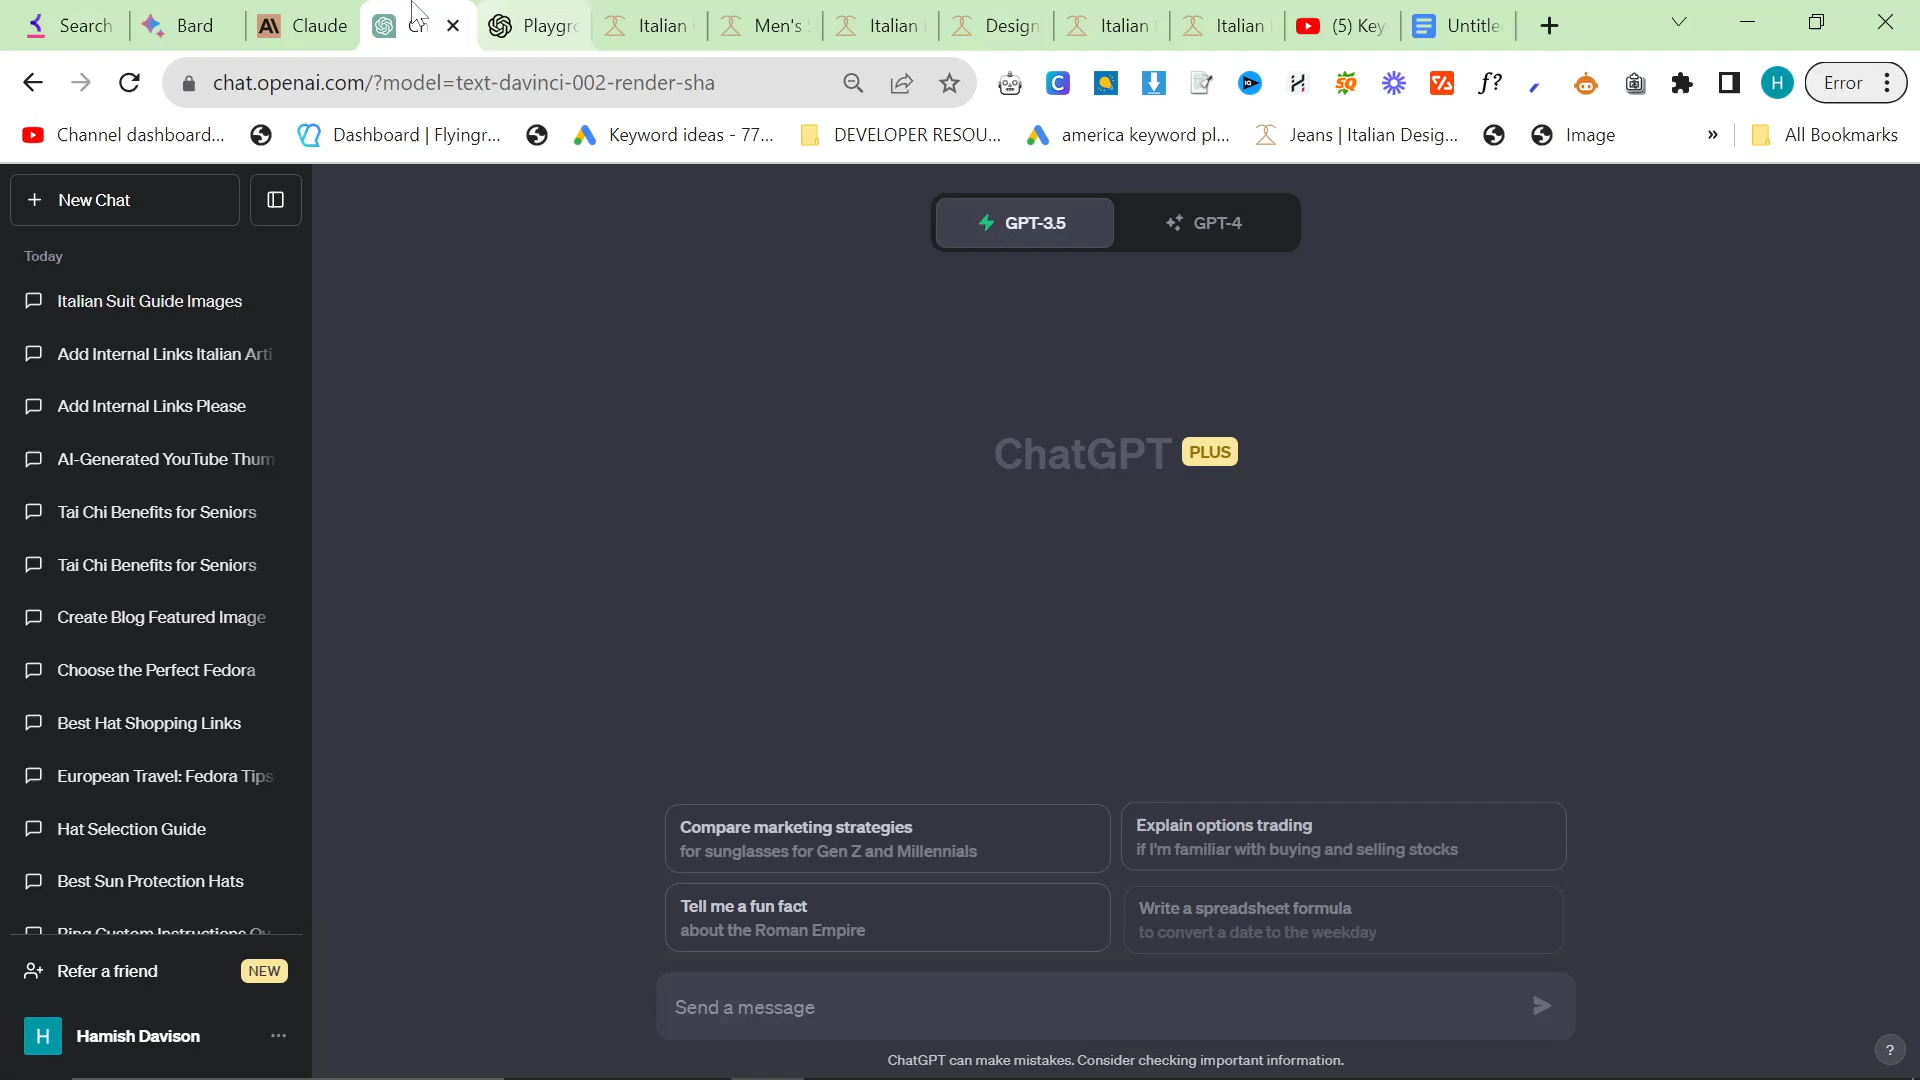 Search
Bard
Claude
Playgr
Italian
Men's
Italian
Design
Italian
Italian
(5) Key
Untitle
chat.openai.com/?model=text-davinci-002-render-sha
Error
Channel dashboard...
Dashboard | Flyingr...
Keyword ideas - 77...
DEVELOPER RESOU...
america keyword pl...
Jeans | Italian Desig...
Image
»
All Bookmarks
New Chat
GPT-3.5
GPT-4
Today
Italian Suit Guide Images
Add Internal Links Italian Arti
Add Internal Links Please
AI-Generated YouTube Thum
Tai Chi Benefits for Seniors
Tai Chi Benefits for Seniors
Create Blog Featured Image
Choose the Perfect Fedora
Best Hat Shopping Links
European Travel: Fedora Tips
Hat Selection Guide
Best Sun Protection Hats
Refer a friend
NEW
H
Hamish Davison
ChatGPT PLUS
Compare marketing strategies
for sunglasses for Gen Z and Millennials
Explain options trading
if I'm familiar with buying and selling stocks
Tell me a fun fact
about the Roman Empire
Write a spreadsheet formula
to convert a date to the weekday
Send a message
ChatGPT can make mistakes. Consider checking important information.
?